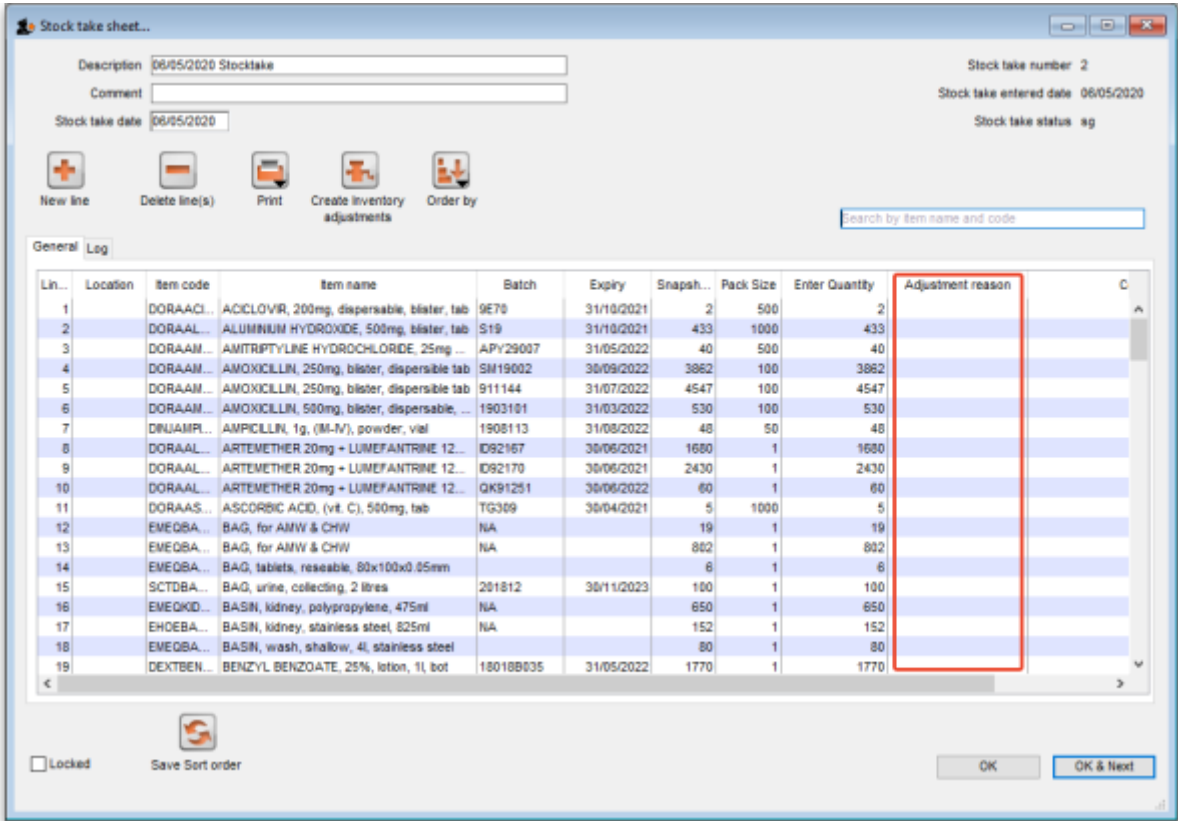 Stock take sheet...
Description 06/05/2020 Stocktake Stock take number 2
Comment Stock take entered date 06/05/2020
Stock take date 06/05/2020 Stock take status sg
New line Delete line(s) Print Create inventory adjustments Order by
Search by item name and code
General Log
Lin... Location Item code Item name Batch Expiry Snapsh... Pack Size Enter Quantity Adjustment reason C
1 DORAACI... ACICLOVIR, 200mg, dispersable, blister, tab 9E70 31/10/2021 2 500 2
2 DORAAL... ALUMINIUM HYDROXIDE, 500mg, blister, tab S19 31/10/2021 433 1000 433
3 DORAAM... AMITRIPTYLINE HYDROCHLORIDE, 25mg ... APY29007 31/05/2022 40 500 40
4 DORAAM... AMOXICILLIN, 250mg, blister, dispersible tab SM19002 30/09/2022 3862 100 3862
5 DORAAM... AMOXICILLIN, 250mg, blister, dispersible tab 911144 31/07/2022 4547 100 4547
6 DORAAM... AMOXICILLIN, 500mg, blister, dispersable, ... 1903101 31/03/2022 530 100 530
7 DINJAMPI... AMPICILLIN, 1g, (IM-IV), powder, vial 1908113 31/08/2022 48 50 48
8 DORAAL... ARTEMETHER 20mg + LUMEFANTRINE 12... ID92167 30/06/2021 1680 1 1680
9 DORAAL... ARTEMETHER 20mg + LUMEFANTRINE 12... ID92170 30/06/2021 2430 1 2430
10 DORAAL... ARTEMETHER 20mg + LUMEFANTRINE 12... QK91251 30/06/2022 60 1 60
11 DORAAS... ASCORBIC ACID, (vit. C), 500mg, tab TG309 30/04/2021 5 1000 5
12 EMEQBA... BAG, for AMW & CHW NA 19 1 19
13 EMEQBA... BAG, for AMW & CHW NA 802 1 802
14 EMEQBA... BAG, tablets, reseable, 80x100x0.05mm 6 1 6
15 SCTDBA... BAG, urine, collecting, 2 litres 201812 30/11/2023 100 1 100
16 EMEQKID... BASIN, kidney, polypropylene, 475ml NA 650 1 650
17 EHOEBA... BASIN, kidney, stainless steel, 825ml NA 152 1 152
18 EMEQBA... BASIN, wash, shallow, 4l, stainless steel 80 1 80
19 DEXTBEN... BENZYL BENZOATE, 25%, lotion, 1l, bot 18018B035 31/05/2022 1770 1 1770
Locked Save Sort order OK OK & Next